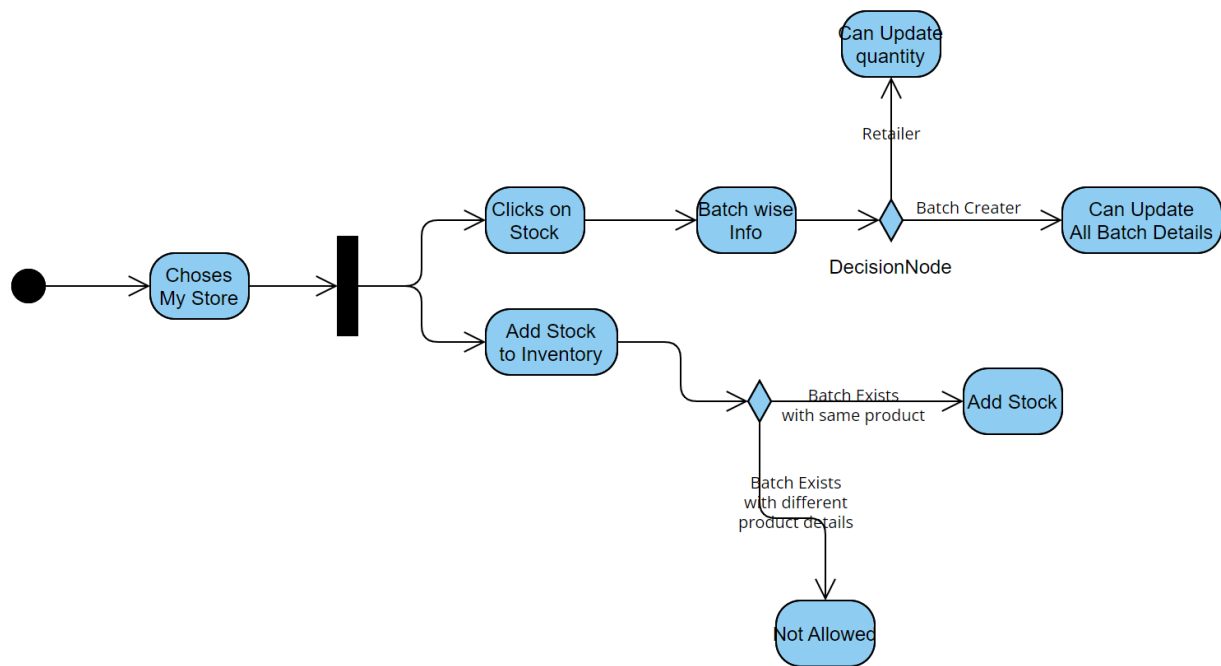 Can Update
quantity
Retailer
Clicks on
Stock
Batch wise
Info
Batch Creater
Can Update
All Batch Details
DecisionNode
Choses
My Store
Add Stock
to Inventory
Batch Exists
with same product
Add Stock
Batch Exists
with different
product details
Not Allowed